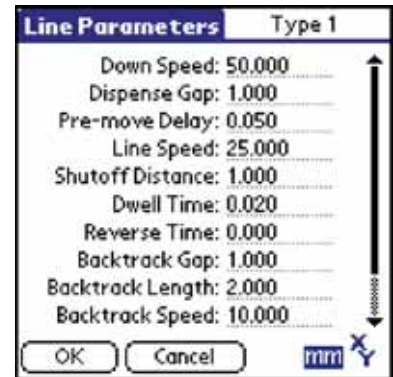 Line Parameters Type 1
Down Speed: 50.000
Dispense Gap: 1.000
Pre-move Delay: 0.050
Line Speed: 25.000
Shutoff Distance: 1.000
Dwell Time: 0.020
Reverse Time: 0.000
Backtrack Gap: 1.000
Backtrack Length: 2.000
Backtrack Speed: 10.000
OK Cancel mm XY